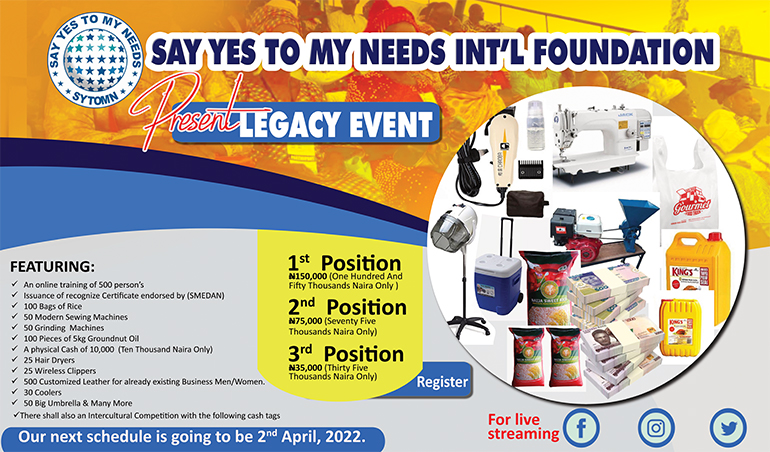 SAY YES TO MY NEEDS
SYTOMN
SAY YES TO MY NEEDS INT'L FOUNDATION
Present LEGACY EVENT
FEATURING:
✓ An online training of 500 person's
✓ Issuance of recognize Certificate endorsed by (SMEDAN)
✓ 100 Bags of Rice
✓ 50 Modern Sewing Machines
✓ 50 Grinding Machines
✓ 100 Pieces of 5kg Groundnut Oil
✓ A physical Cash of 10,000 (Ten Thousand Naira Only)
✓ 25 Hair Dryers
✓ 25 Wireless Clippers
✓ 500 Customized Leather for already existing Business Men/Women.
✓ 30 Coolers
✓ 50 Big Umbrella & Many More
✓There shall also an Intercultural Competition with the following cash tags
1st Position
₦150,000 (One Hundred And
Fifty Thousands Naira Only )
2nd Position
₦75,000 (Seventy Five
Thousands Naira Only)
3rd Position
₦35,000 (Thirty Five
Thousands Naira Only)
Register
Gourmet
KING'S
KING'S
Our next schedule is going to be 2nd April, 2022.
For live
streaming